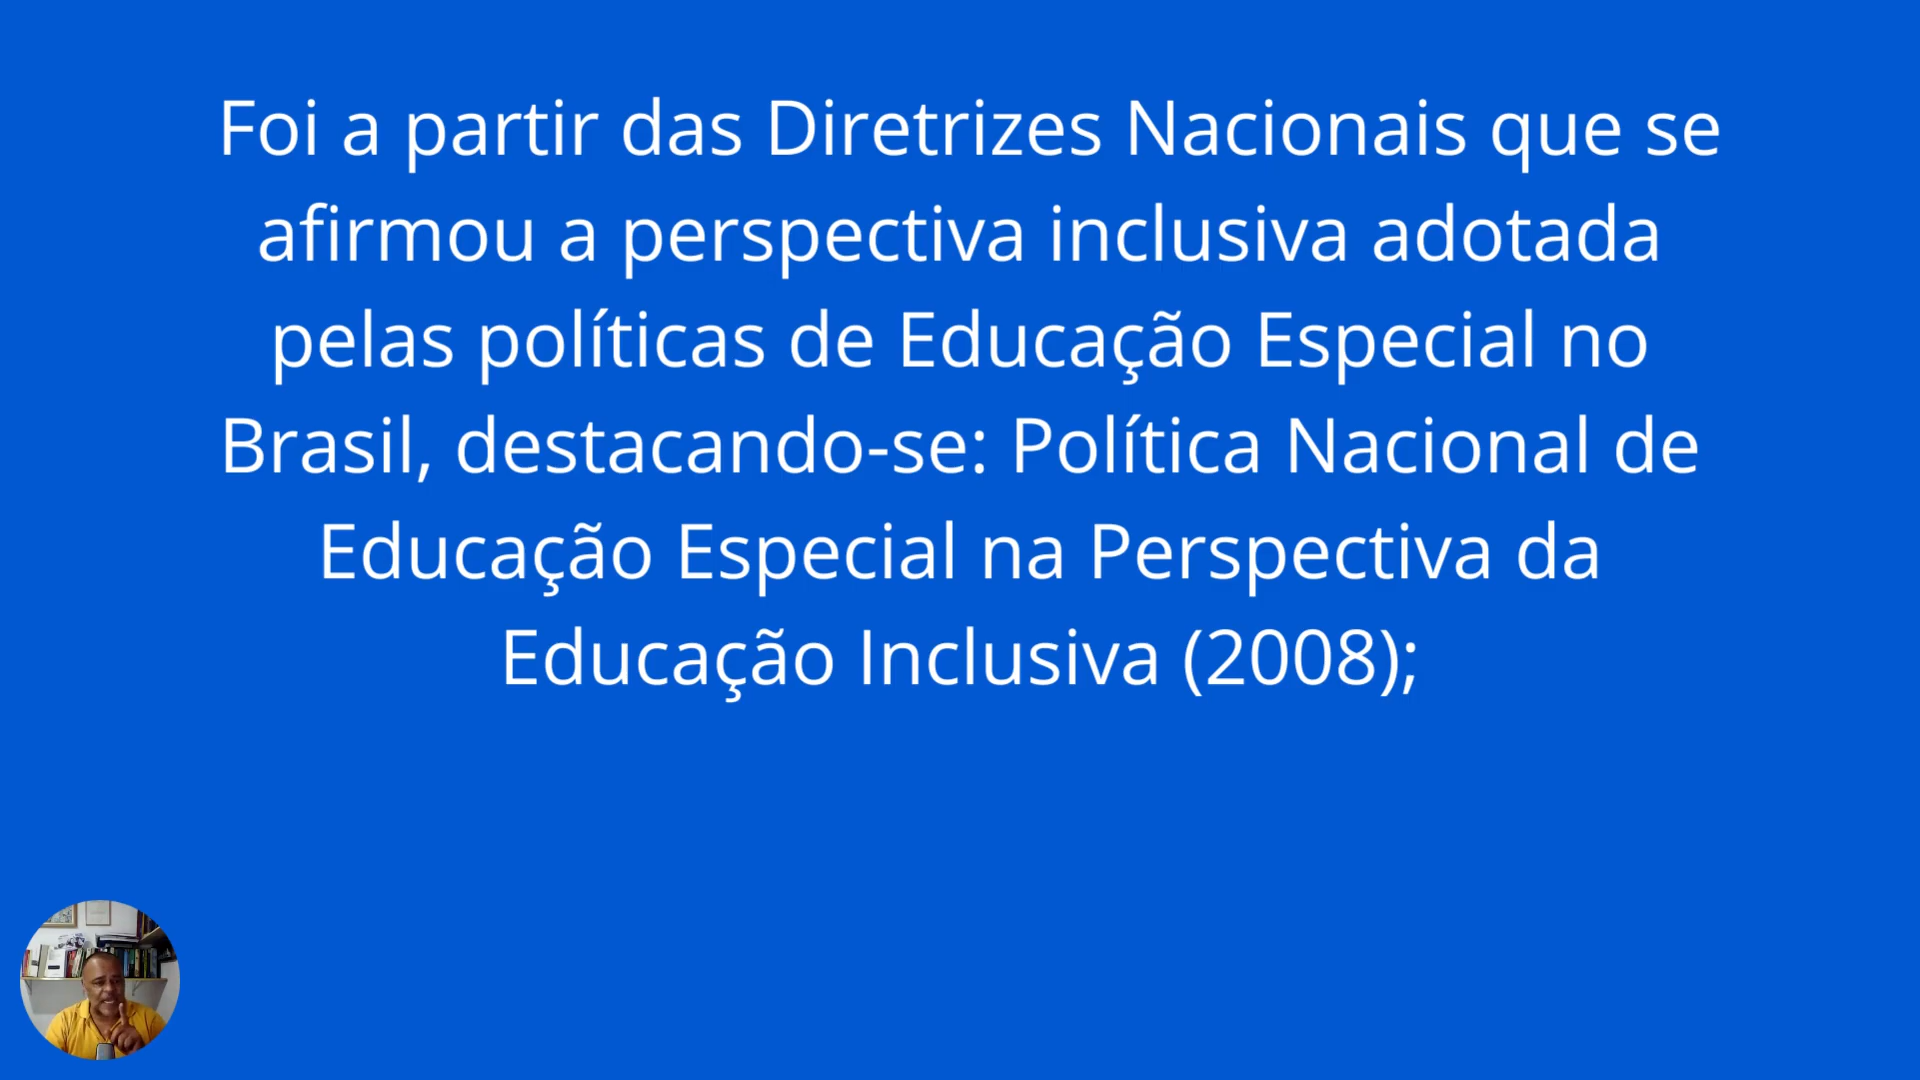 Foi a partir das Diretrizes Nacionais que se
afirmou a perspectiva inclusiva adotada
pelas políticas de Educação Especial no
Brasil, destacando-se: Política Nacional de
Educação Especial na Perspectiva da
Educação Inclusiva (2008);